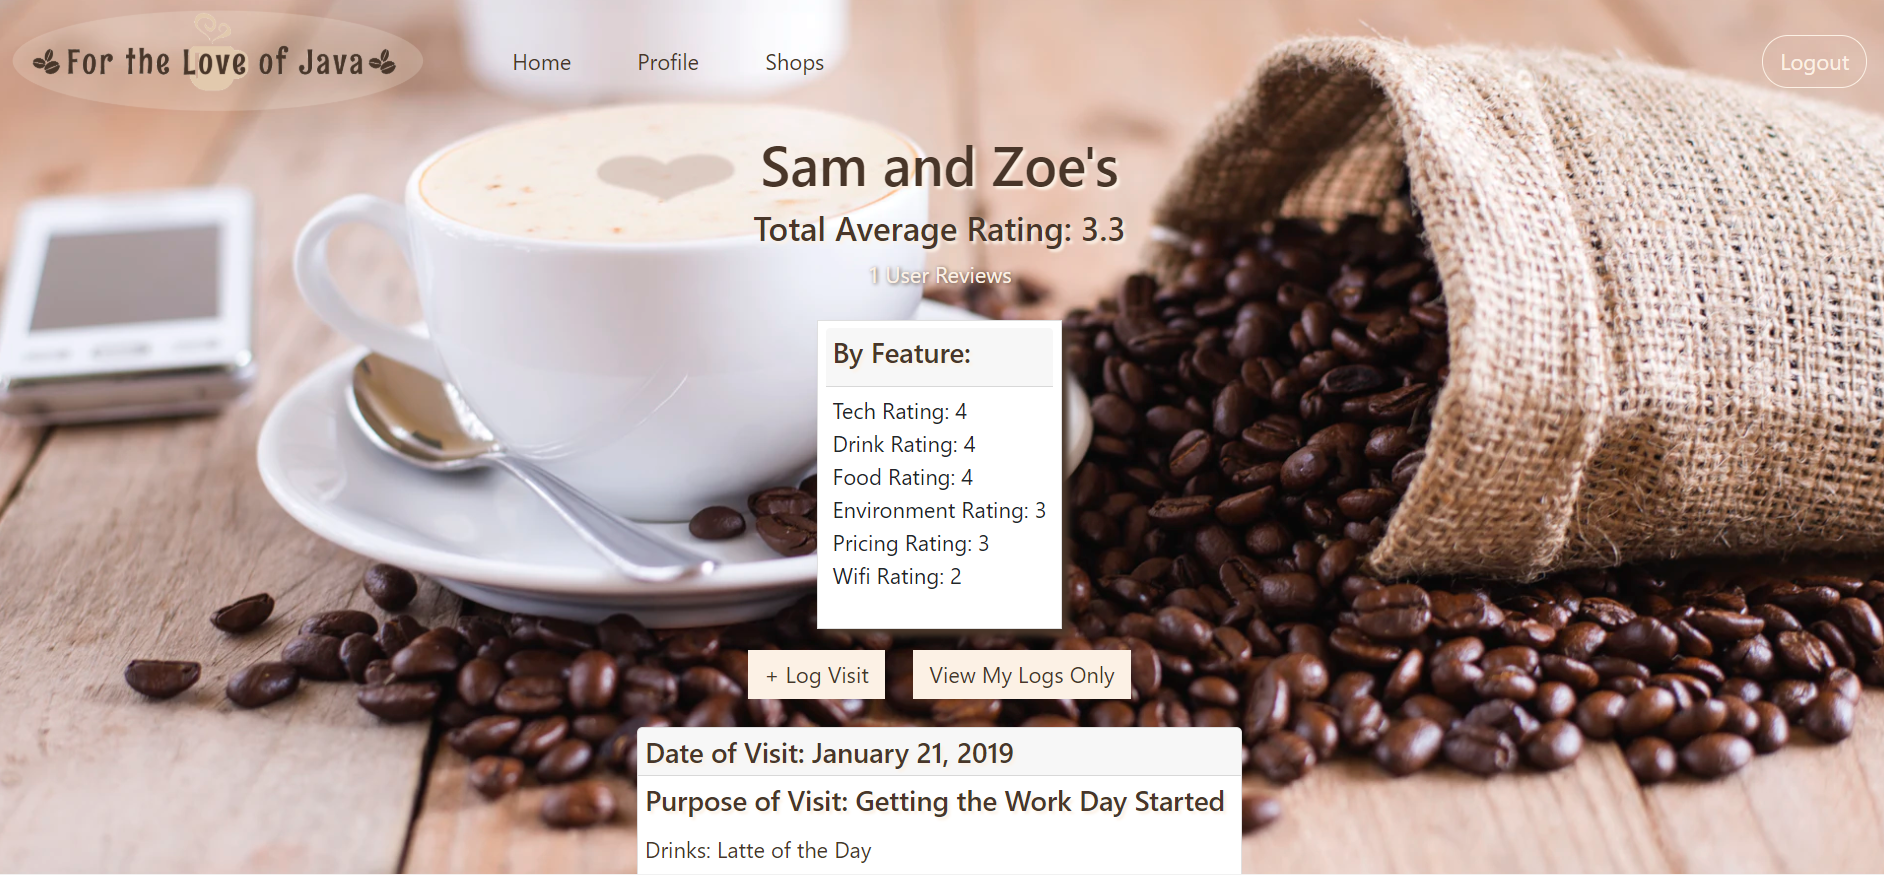 For the Love of Java
Home
Profile
Shops
Logout
Sam and Zoe's
Total Average Rating: 3.3
1 User Reviews
By Feature:
Tech Rating: 4
Drink Rating: 4
Food Rating: 4
Environment Rating: 3
Pricing Rating: 3
Wifi Rating: 2
+ Log Visit
View My Logs Only
Date of Visit: January 21, 2019
Purpose of Visit: Getting the Work Day Started
Drinks: Latte of the Day